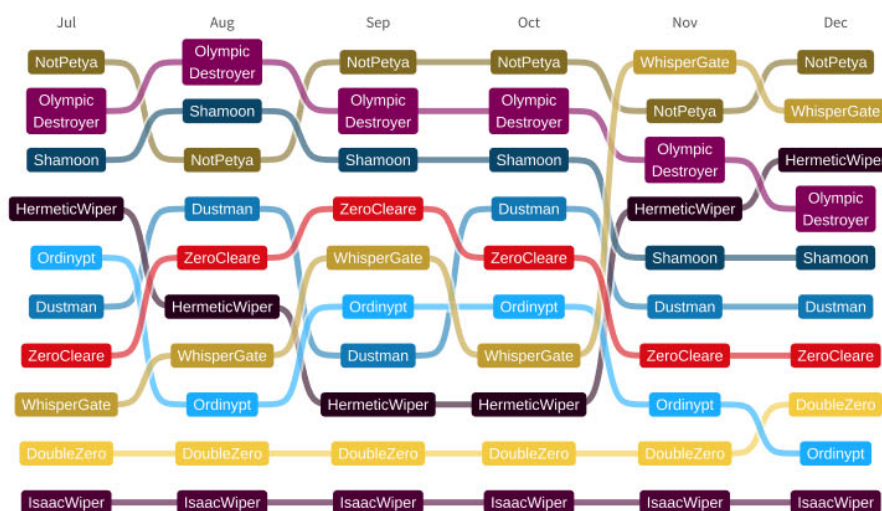 Jul Aug Sep Oct Nov Dec
NotPetya Olympic Destroyer NotPetya NotPetya WhisperGate NotPetya
Olympic Destroyer Shamoon Olympic Destroyer Olympic Destroyer NotPetya WhisperGate
Shamoon NotPetya Shamoon Shamoon Olympic Destroyer HermeticWiper
HermeticWiper Dustman ZeroCleare Dustman HermeticWiper Olympic Destroyer
Ordinypt ZeroCleare WhisperGate ZeroCleare Shamoon Shamoon
Dustman HermeticWiper Ordinypt Ordinypt Dustman Dustman
ZeroCleare WhisperGate Dustman WhisperGate ZeroCleare ZeroCleare
WhisperGate Ordinypt HermeticWiper HermeticWiper Ordinypt DoubleZero
DoubleZero DoubleZero DoubleZero DoubleZero DoubleZero Ordinypt
IsaacWiper IsaacWiper IsaacWiper IsaacWiper IsaacWiper IsaacWiper